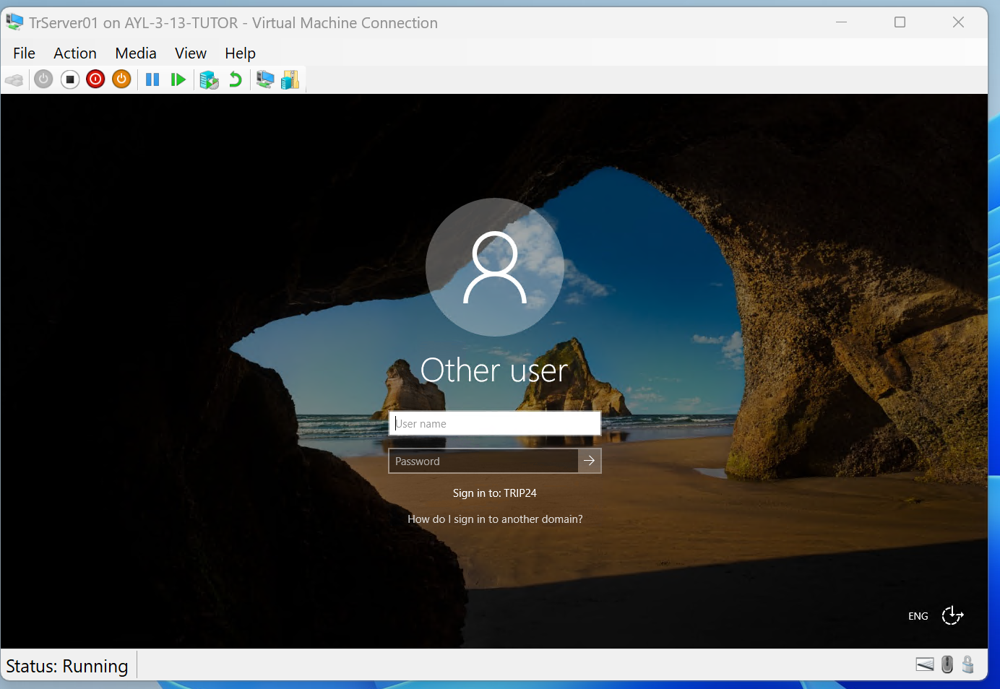 TrServer01 on AYL-3-13-TUTOR - Virtual Machine Connection
File Action Media View Help
Other user
User name
Password
Sign in to: TRIP24
How do I sign in to another domain?
ENG
Status: Running